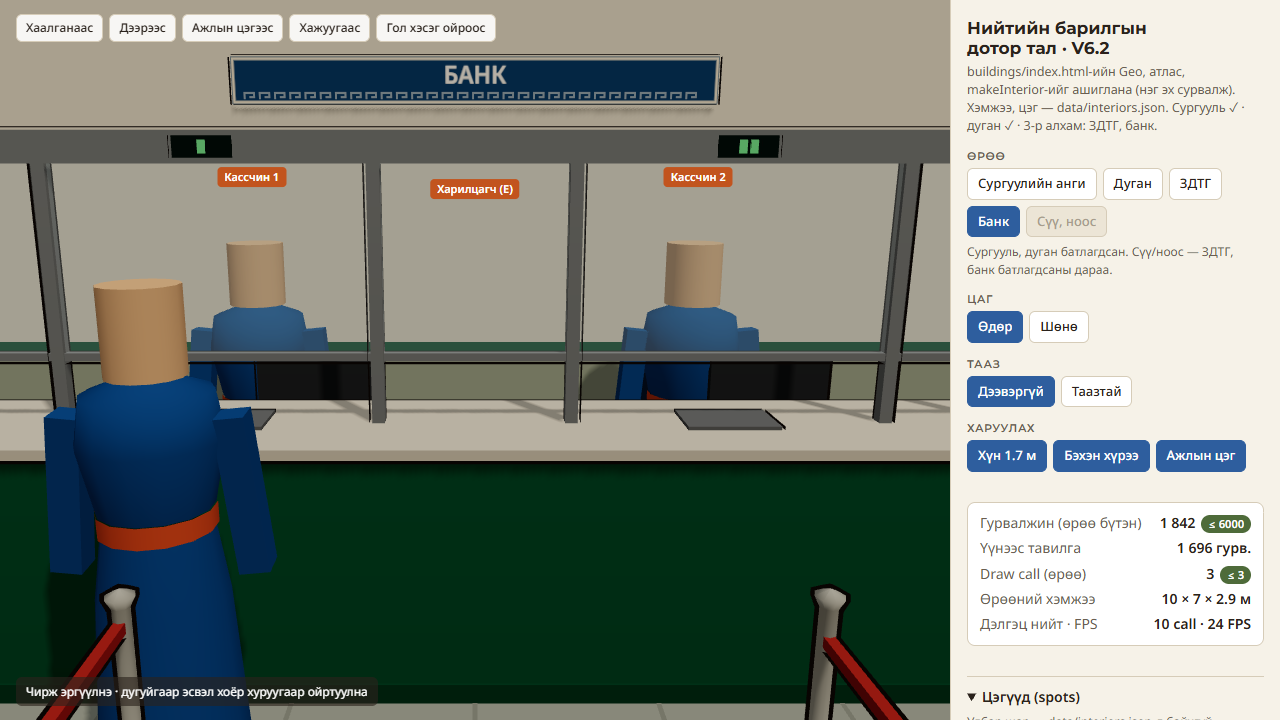 Хаалганаас
Дээрээс
Ажлын цэгээс
Хажуугаас
Гол хэсэг ойроос
БАНК
Кассчин 1
Харилцагч (E)
Кассчин 2
Чирж эргүүлнэ · дугуйгаар эсвэл хоёр хуруугаар ойртуулна
Нийтийн барилгын
дотор тал · V6.2
buildings/index.html-ийн Geo, атлас,
makeInterior-ийг ашиглана (нэг эх сурвалж).
Хэмжээ, цэг — data/interiors.json. Сургууль ✓ ·
дуган ✓ · 3-р алхам: ЗДТГ, банк.
ӨРӨӨ
Сургуулийн анги
Дуган
ЗДТГ
Банк
Сүү, ноос
Сургууль, дуган батлагдсан. Сүү/ноос — ЗДТГ,
банк батлагдсаны дараа.
ЦАГ
Өдөр
Шөнө
ТААЗ
Дээвэргүй
Таазтай
ХАРУУЛАХ
Хүн 1.7 м
Бэхэн хүрээ
Ажлын цэг
Гурвалжин (өрөө бүтэн) 1 842 ≤ 6000
Үүнээс тавилга 1 696 гурв.
Draw call (өрөө) 3 ≤ 3
Өрөөний хэмжээ 10 × 7 × 2.9 м
Дэлгэц нийт · FPS 10 call · 24 FPS
▼ Цэгүүд (spots)